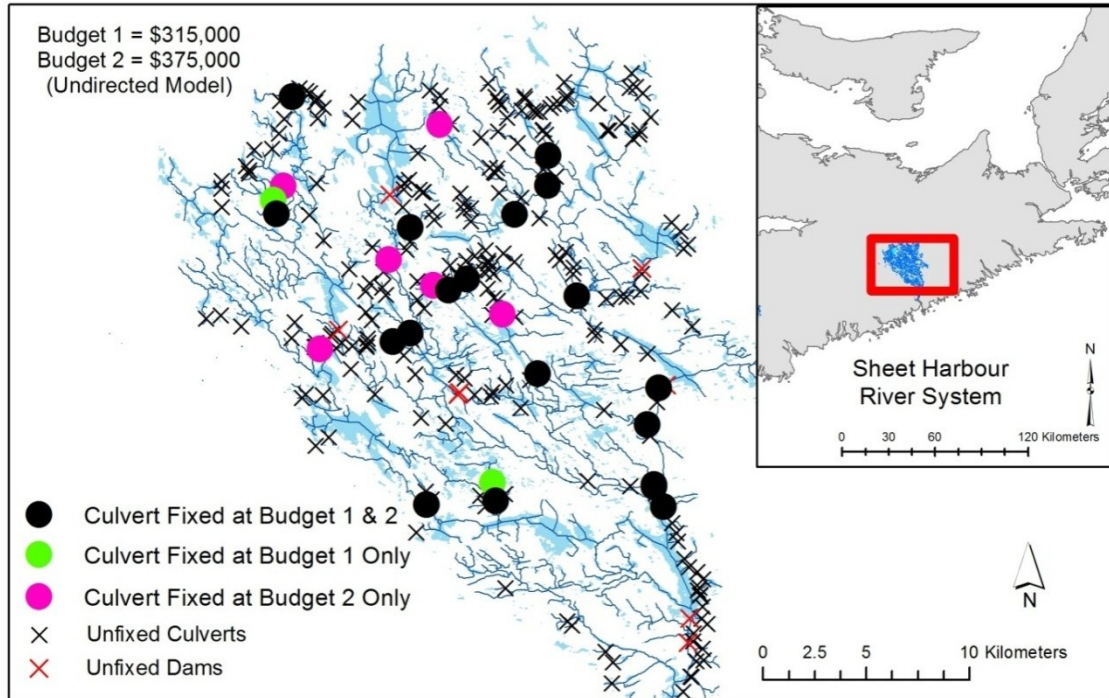 Budget 1 = $315,000
Budget 2 = $375,000
(Undirected Model)
Culvert Fixed at Budget 1 & 2
Culvert Fixed at Budget 1 Only
Culvert Fixed at Budget 2 Only
Unfixed Culverts
Unfixed Dams
Sheet Harbour
River System
N
0 30 60 120 Kilometers
N
0 2.5 5 10 Kilometers